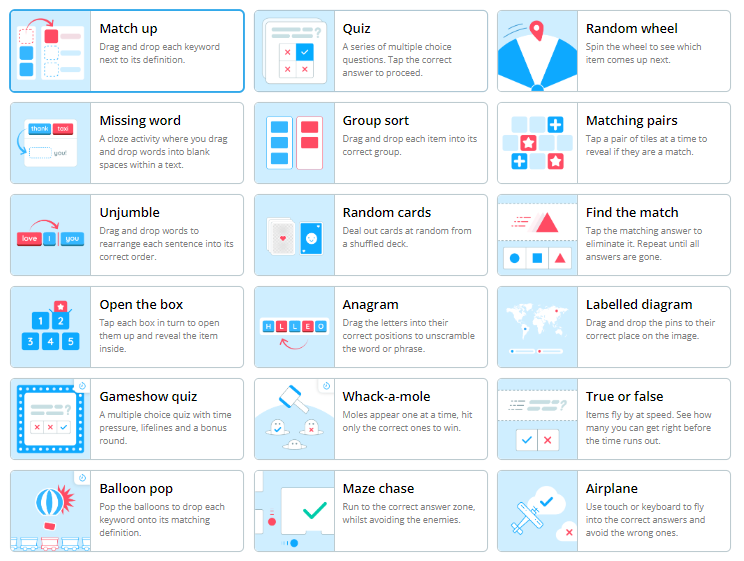 Match up
Drag and drop each keyword
next to its definition.
Quiz
A series of multiple choice
questions. Tap the correct
answer to proceed.
Random wheel
Spin the wheel to see which
item comes up next.
thank taxi
you!
Missing word
A cloze activity where you drag
and drop words into blank
spaces within a text.
Group sort
Drag and drop each item into its
correct group.
Matching pairs
Tap a pair of tiles at a time to
reveal if they are a match.
love I you
Unjumble
Drag and drop words to
rearrange each sentence into its
correct order.
Random cards
Deal out cards at random from
a shuffled deck.
?
Find the match
Tap the matching answer to
eliminate it. Repeat until all
answers are gone.
1 2
3 4 5
Open the box
Tap each box in turn to open
them up and reveal the item
inside.
H L L E O
Anagram
Drag the letters into their
correct positions to unscramble
the word or phrase.
Labelled diagram
Drag and drop the pins to their
correct place on the image.
?
Gameshow quiz
A multiple choice quiz with time
pressure, lifelines and a bonus
round.
Whack-a-mole
Moles appear one at a time, hit
only the correct ones to win.
?
True or false
Items fly by at speed. See how
many you can get right before
the time runs out.
Balloon pop
Pop the balloons to drop each
keyword onto its matching
definition.
Maze chase
Run to the correct answer zone,
whilst avoiding the enemies.
Airplane
Use touch or keyboard to fly
into the correct answers and
avoid the wrong ones.